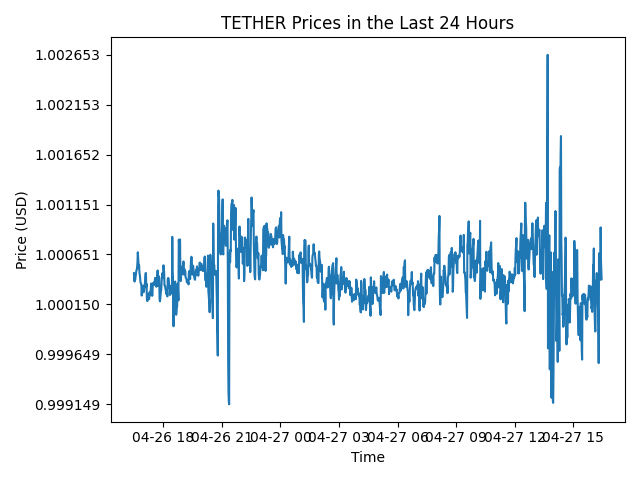 TETHER Prices in the Last 24 Hours
Price (USD)
1.002653
1.002153
1.001652
1.001151
1.000651
1.000150
0.999649
0.999149
04-26 18 04-26 21 04-27 00 04-27 03 04-27 06 04-27 09 04-27 12 04-27 15
Time